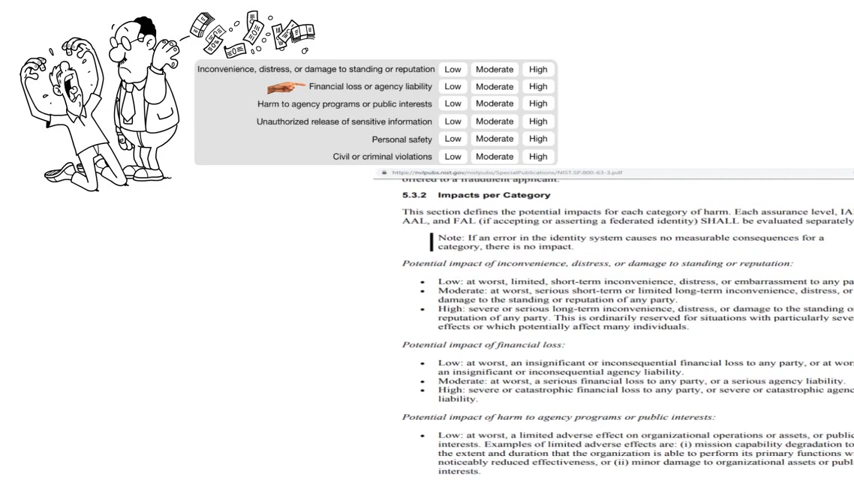 Inconvenience, distress, or damage to standing or reputation Low Moderate High
Financial loss or agency liability Low Moderate High
Harm to agency programs or public interests Low Moderate High
Unauthorized release of sensitive information Low Moderate High
Personal safety Low Moderate High
Civil or criminal violations Low Moderate High
https://nvlpubs.nist.gov/nistpubs/SpecialPublications/NIST.SP.800-63-3.pdf
offered to a fraudulent applicant.
5.3.2 Impacts per Category
This section defines the potential impacts for each category of harm. Each assurance level, IA
AAL, and FAL (if accepting or asserting a federated identity) SHALL be evaluated separately
Note: If an error in the identity system causes no measurable consequences for a
category, there is no impact.
Potential impact of inconvenience, distress, or damage to standing or reputation:
• Low: at worst, limited, short-term inconvenience, distress, or embarrassment to any pa
• Moderate: at worst, serious short-term or limited long-term inconvenience, distress, or
damage to the standing or reputation of any party.
• High: severe or serious long-term inconvenience, distress, or damage to the standing o
reputation of any party. This is ordinarily reserved for situations with particularly seve
effects or which potentially affect many individuals.
Potential impact of financial loss:
• Low: at worst, an insignificant or inconsequential financial loss to any party, or at wor
an insignificant or inconsequential agency liability.
• Moderate: at worst, a serious financial loss to any party, or a serious agency liability.
• High: severe or catastrophic financial loss to any party, or severe or catastrophic agenc
liability.
Potential impact of harm to agency programs or public interests:
• Low: at worst, a limited adverse effect on organizational operations or assets, or public
interests. Examples of limited adverse effects are: (i) mission capability degradation to
the extent and duration that the organization is able to perform its primary functions w
noticeably reduced effectiveness, or (ii) minor damage to organizational assets or publ
interests.